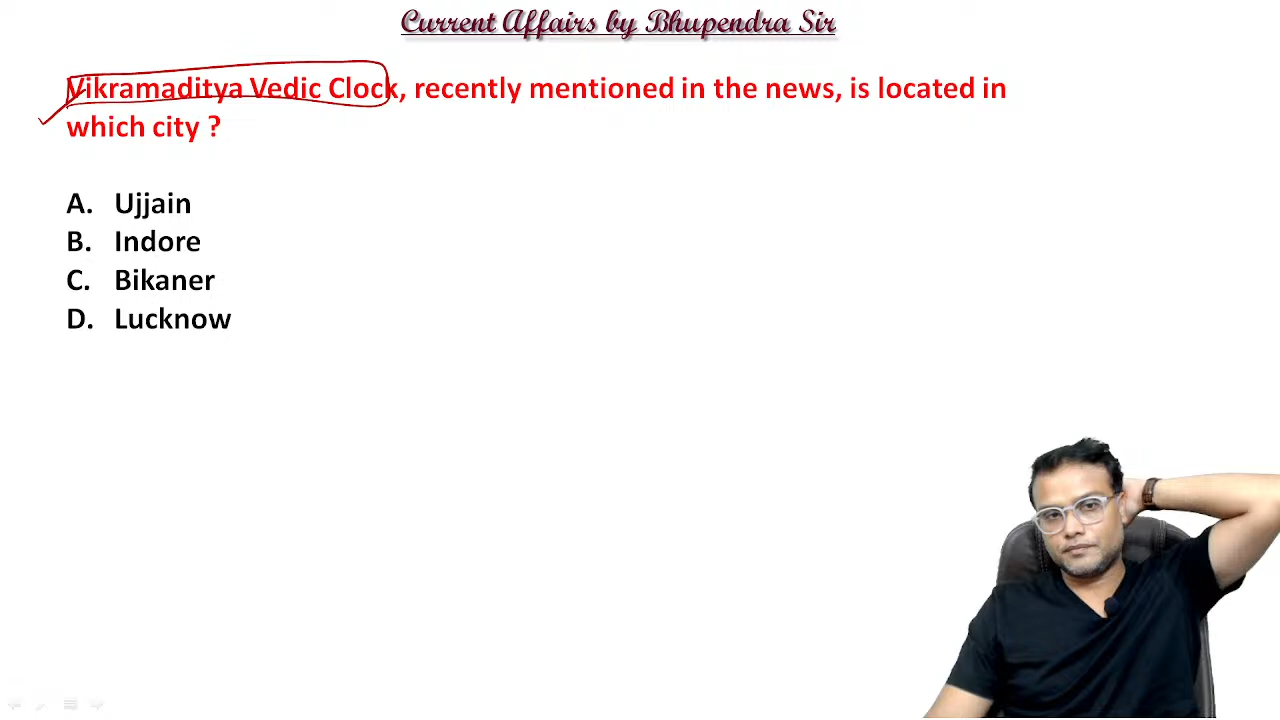 Current Affairs by Bhupendra Sir
Vikramaditya Vedic Clock, recently mentioned in the news, is located in
which city ?
A. Ujjain
B. Indore
C. Bikaner
D. Lucknow